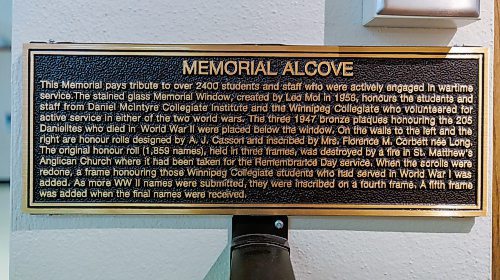 MEMORIAL ALCOVE
This Memorial pays tribute to over 2400 students and staff who were actively engaged in wartime
service.The stained glass Memorial Window, created by Leo Mol in 1956, honours the students and
staff from Daniel McIntyre Collegiate Institute and the Winnipeg Collegiate who volunteered for
active service in either of the two world wars. The three 1947 bronze plaques honouring the 205
Danielites who died in World War II were placed below the window. On the walls to the left and the
right are honour rolls designed by A. J. Casson and inscribed by Mrs. Florence M. Corbett née Long.
The original honour roll (1,859 names), held in three frames, was destroyed by a fire in St. Matthew's
Anglican Church where it had been taken for the Remembrance Day service. When the scrolls were
redone, a frame honouring those Winnipeg Collegiate students who had served in World War I was
added. As more WW II names were submitted, they were inscribed on a fourth frame. A fifth frame
was added when the final names were received.